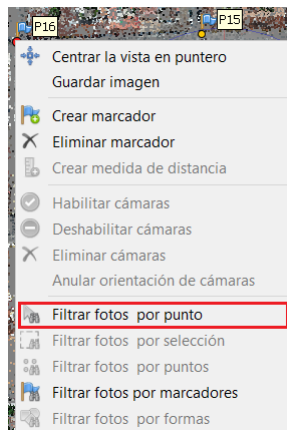 P16
P15
Centrar la vista en puntero
Guardar imagen
Crear marcador
Eliminar marcador
Crear medida de distancia
Habilitar cámaras
Deshabilitar cámaras
Eliminar cámaras
Anular orientación de cámaras
Filtrar fotos  por punto
Filtrar fotos  por selección
Filtrar fotos  por puntos
Filtrar fotos por marcadores
Filtrar fotos  por formas